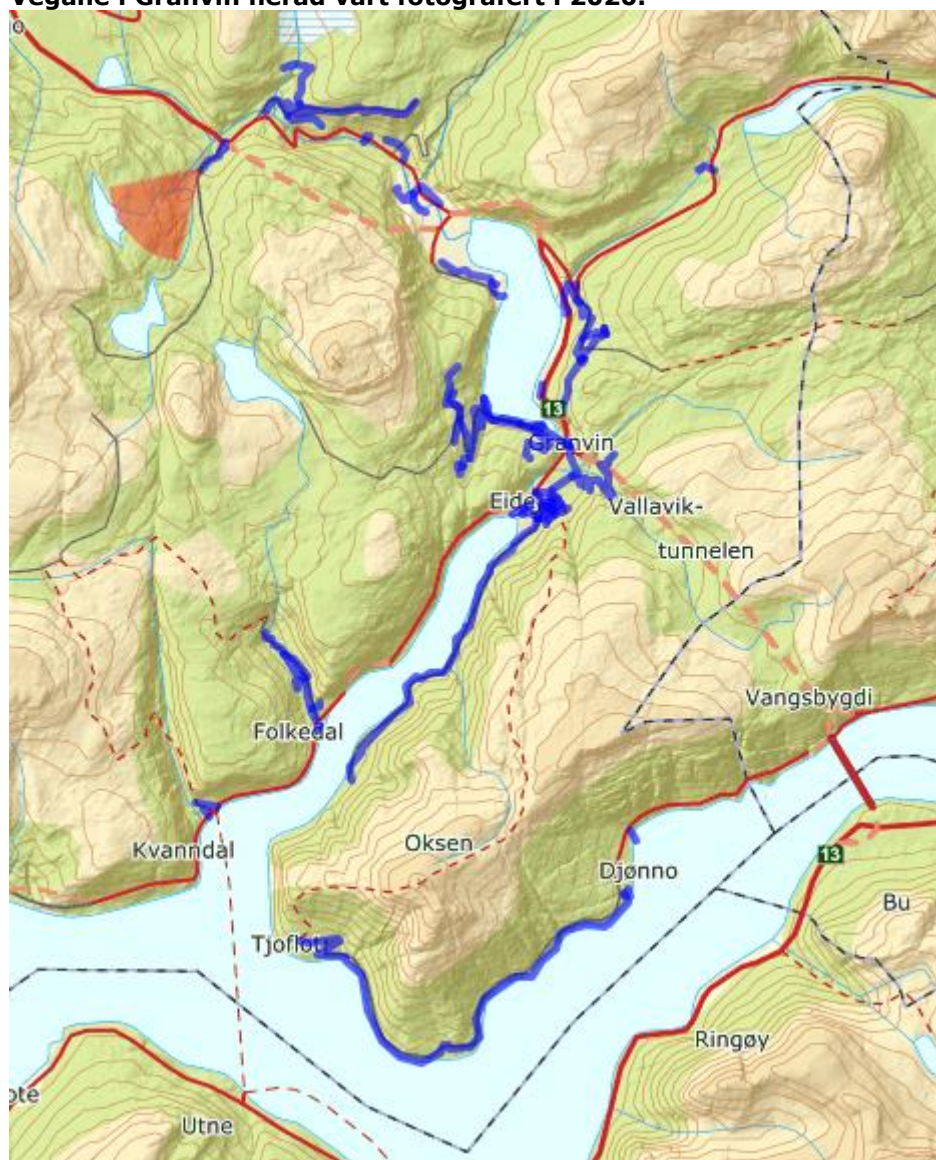 Vegane i Granvin herad vart fotografert i 2020.
13
Granvin
Eide
Vallavik-
tunnelen
Vangsbygdi
Folkedal
Kvanndal
Oksen
13
Djønno
Bu
Tjoflot
Ringøy
Utne